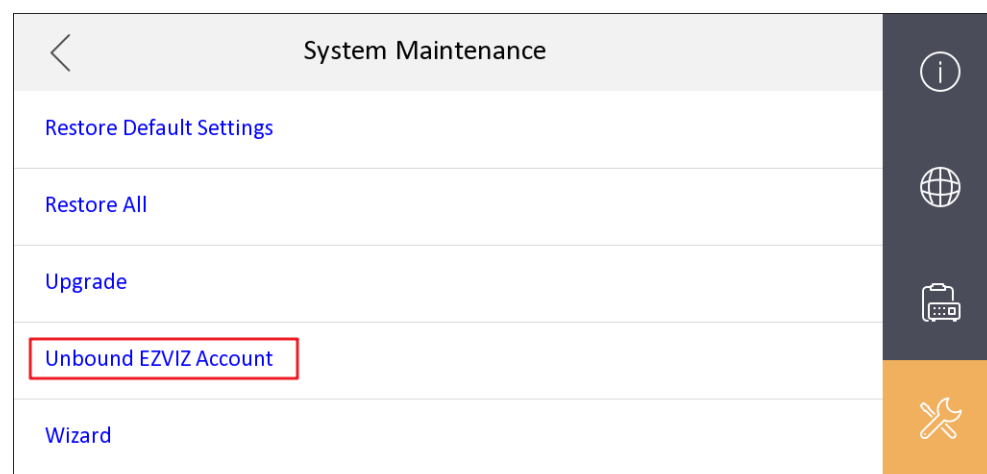 System Maintenance
Restore Default Settings
Restore All
Upgrade
Unbound EZVIZ Account
Wizard